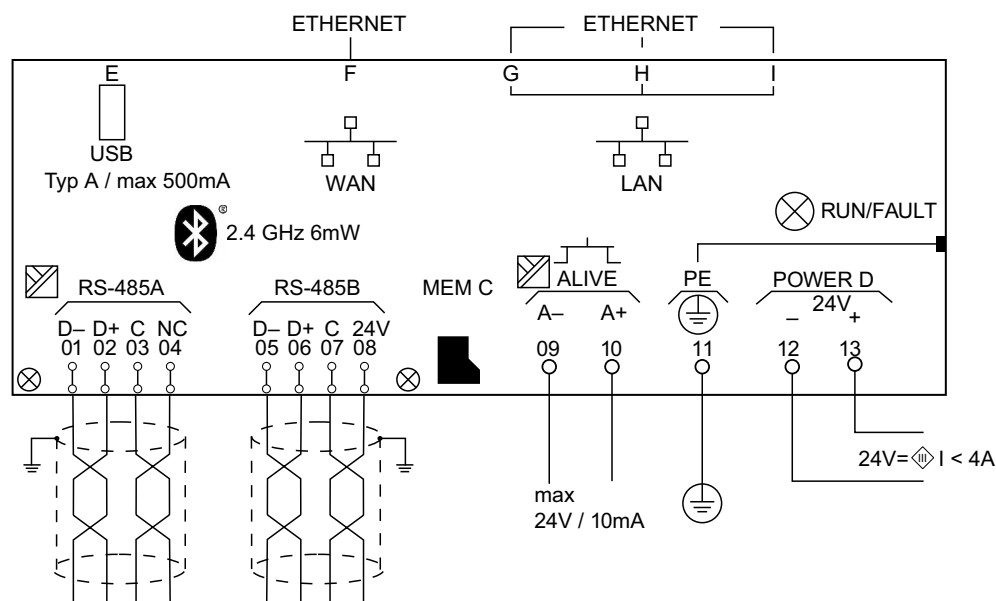 ETHERNET ETHERNET
E F G H I
USB
Typ A / max 500mA
WAN LAN
® 2.4 GHz 6mW
RUN/FAULT
RS-485A RS-485B MEM C ALIVE PE POWER D
24V
D– D+ C NC D– D+ C 24V A– A+ – +
01 02 03 04 05 06 07 08 09 10 11 12 13
24V= III I < 4A
max
24V / 10mA